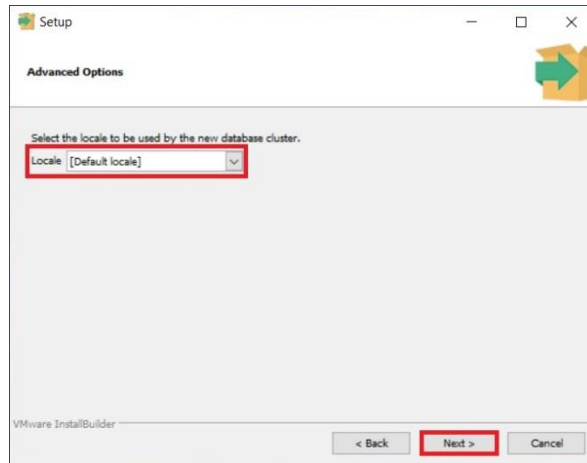 Setup
Advanced Options
Select the locale to be used by the new database cluster.
Locale [Default locale]
VMware InstallBuilder
< Back Next > Cancel